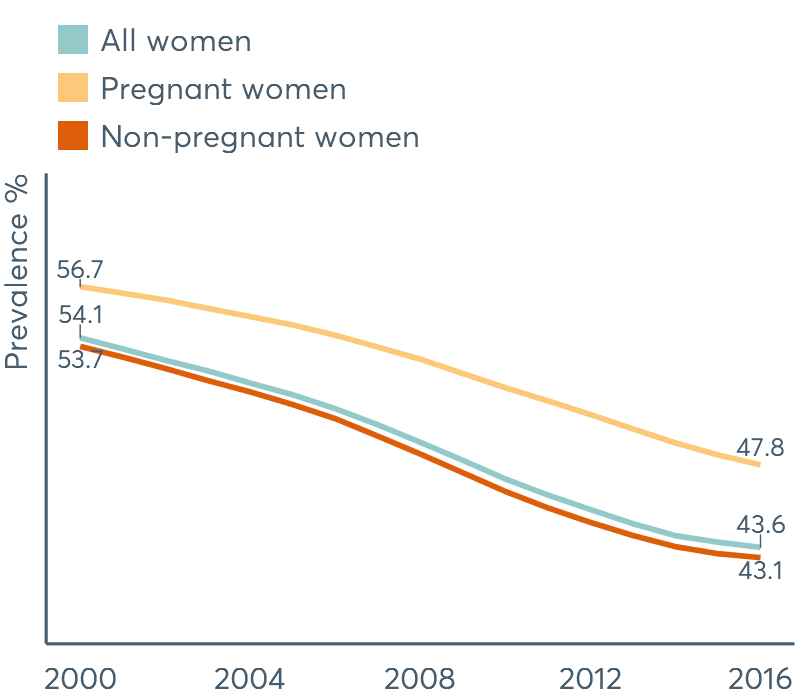 All women
Pregnant women
Non-pregnant women
Prevalence %
56.7
54.1
53.7
47.8
43.6
43.1
2000 2004 2008 2012 2016